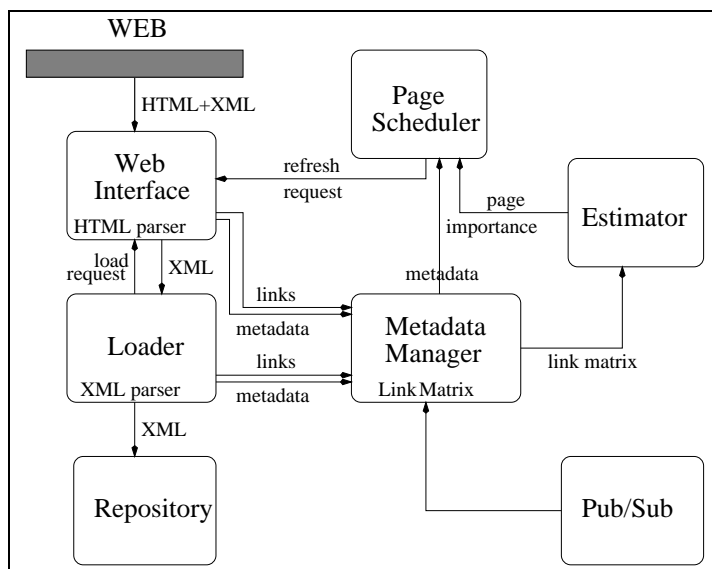 WEB
HTML+XML
Page
Scheduler
Web
Interface
HTML parser
refresh
request
page
importance
Estimator
load
request
XML
links
metadata
metadata
Loader
XML parser
links
metadata
Metadata
Manager
Link Matrix
link matrix
XML
Repository
Pub/Sub